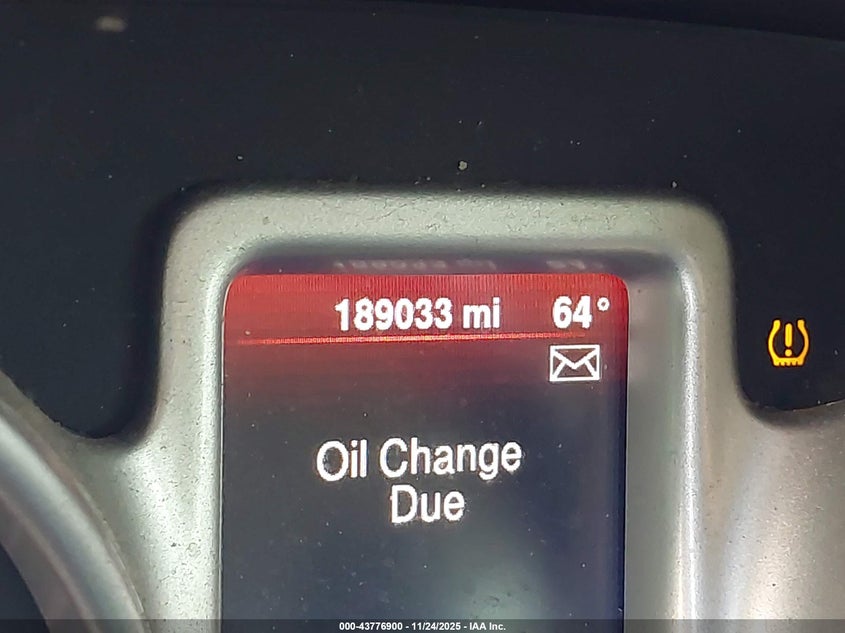 189033 mi 64°
Oil Change
Due
000-43776900 - 11/24/2025 - IAA Inc.